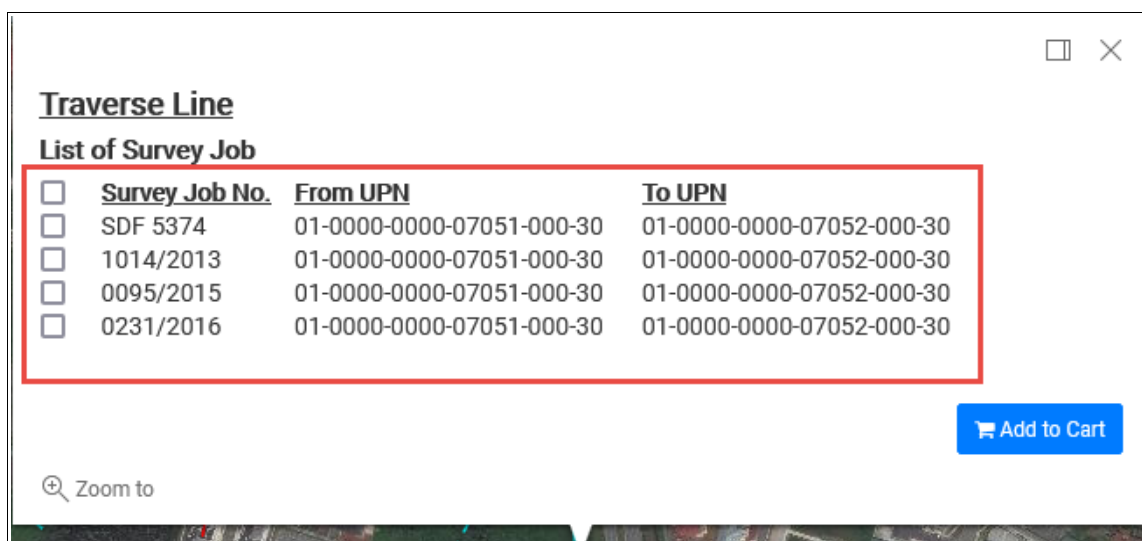 Traverse Line
List of Survey Job
Survey Job No. From UPN To UPN
SDF 5374 01-0000-0000-07051-000-30 01-0000-0000-07052-000-30
1014/2013 01-0000-0000-07051-000-30 01-0000-0000-07052-000-30
0095/2015 01-0000-0000-07051-000-30 01-0000-0000-07052-000-30
0231/2016 01-0000-0000-07051-000-30 01-0000-0000-07052-000-30
Add to Cart
Zoom to